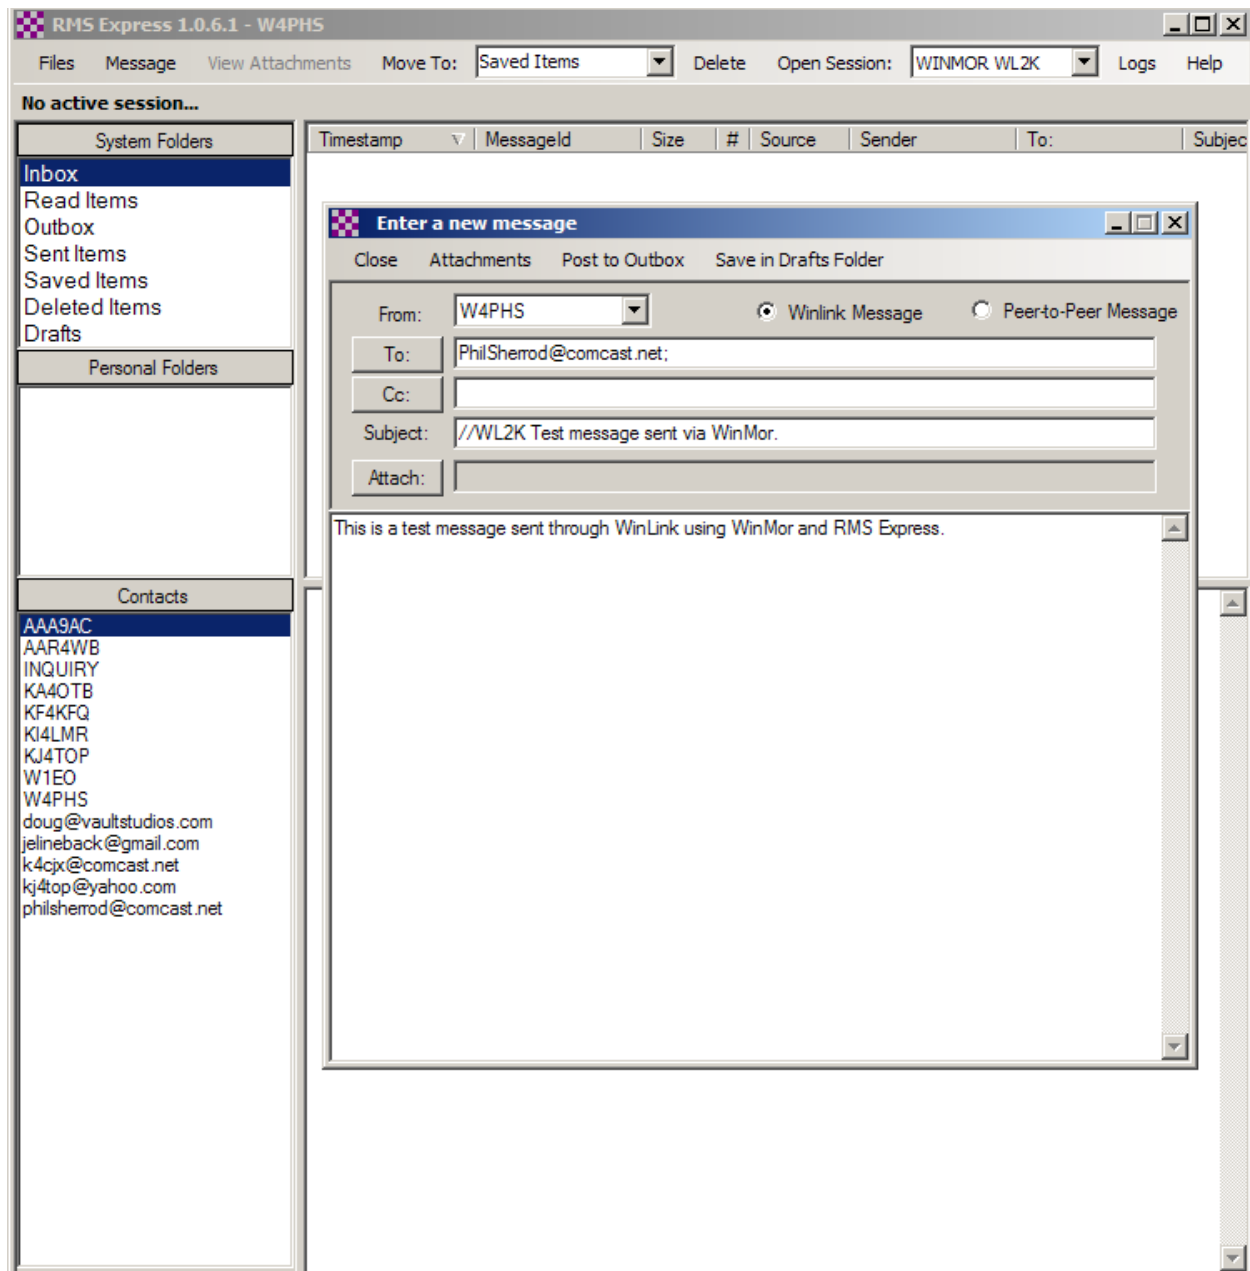 RMS Express 1.0.6.1 - W4PHS
Files Message View Attachments Move To: Saved Items Delete Open Session: WINMOR WL2K Logs Help
No active session...
System Folders
Inbox
Read Items
Outbox
Sent Items
Saved Items
Deleted Items
Drafts
Personal Folders
Contacts
AAA9AC
AAR4WB
INQUIRY
KA4OTB
KF4KFQ
KI4LMR
KJ4TOP
W1EO
W4PHS
doug@vaultstudios.com
jelineback@gmail.com
k4cjx@comcast.net
kj4top@yahoo.com
philsherrod@comcast.net
Timestamp MessageId Size # Source Sender To: Subjec
Enter a new message
Close Attachments Post to Outbox Save in Drafts Folder
From: W4PHS Winlink Message Peer-to-Peer Message
To: PhilSherrod@comcast.net;
Cc:
Subject: //WL2K Test message sent via WinMor.
Attach:
This is a test message sent through WinLink using WinMor and RMS Express.